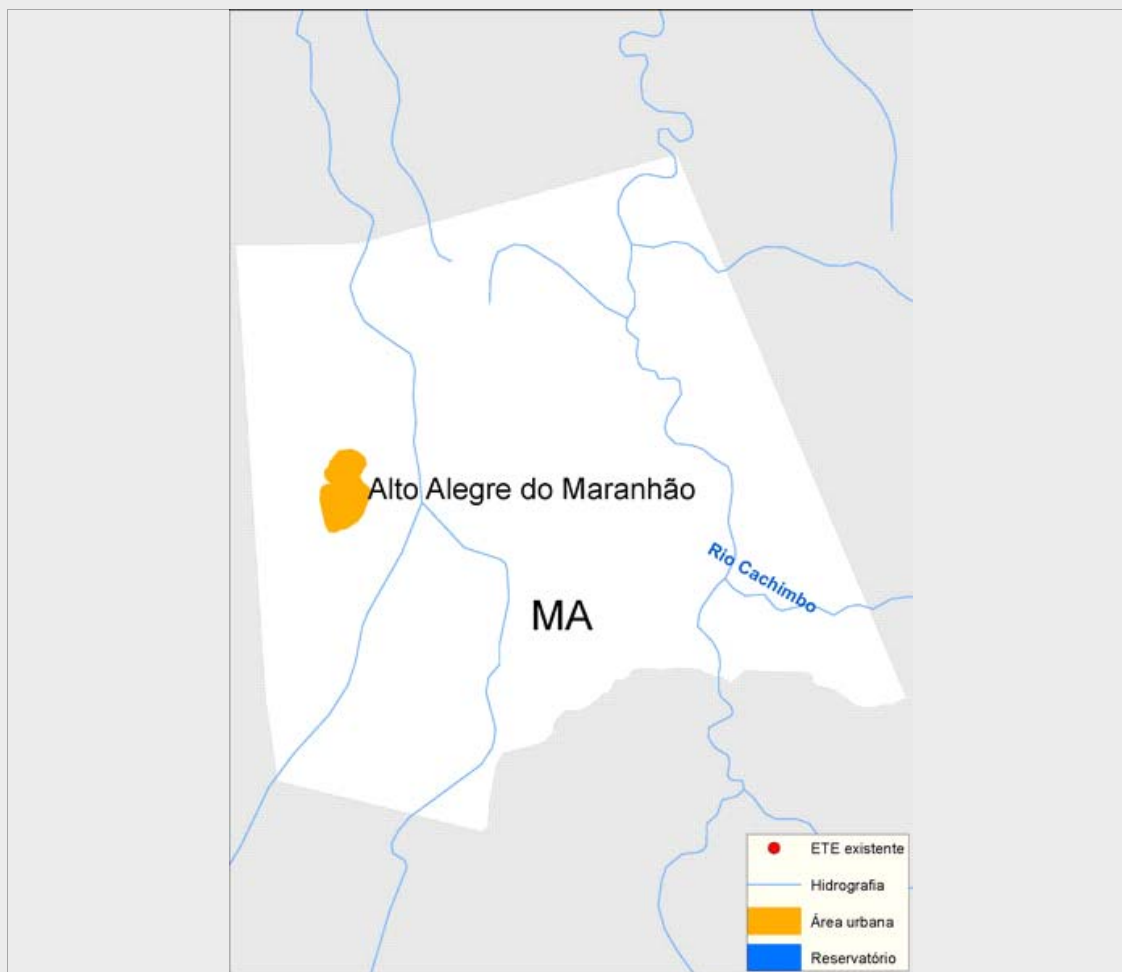 Alto Alegre do Maranhão
Rio Cachimbo
MA
ETE existente
Hidrografia
Área urbana
Reservatório